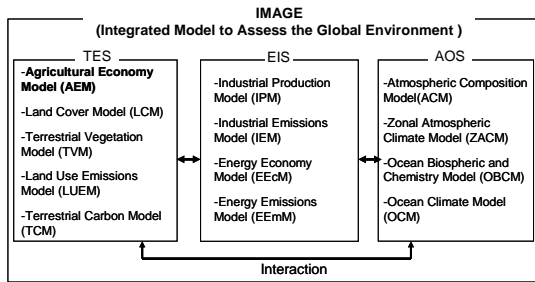 IMAGE
(Integrated Model to Assess the Global Environment )
TES
-Agricultural Economy
Model (AEM)
-Land Cover Model (LCM)
-Terrestrial Vegetation
Model (TVM)
-Land Use Emissions
Model (LUEM)
-Terrestrial Carbon Model
(TCM)
EIS
-Industrial Production
Model (IPM)
-Industrial Emissions
Model (IEM)
-Energy Economy
Model (EEcM)
-Energy Emissions
Model (EEmM)
AOS
-Atmospheric Composition
Model(ACM)
-Zonal Atmospheric
Climate Model (ZACM)
-Ocean Biospheric and
Chemistry Model (OBCM)
-Ocean Climate Model
(OCM)
Interaction